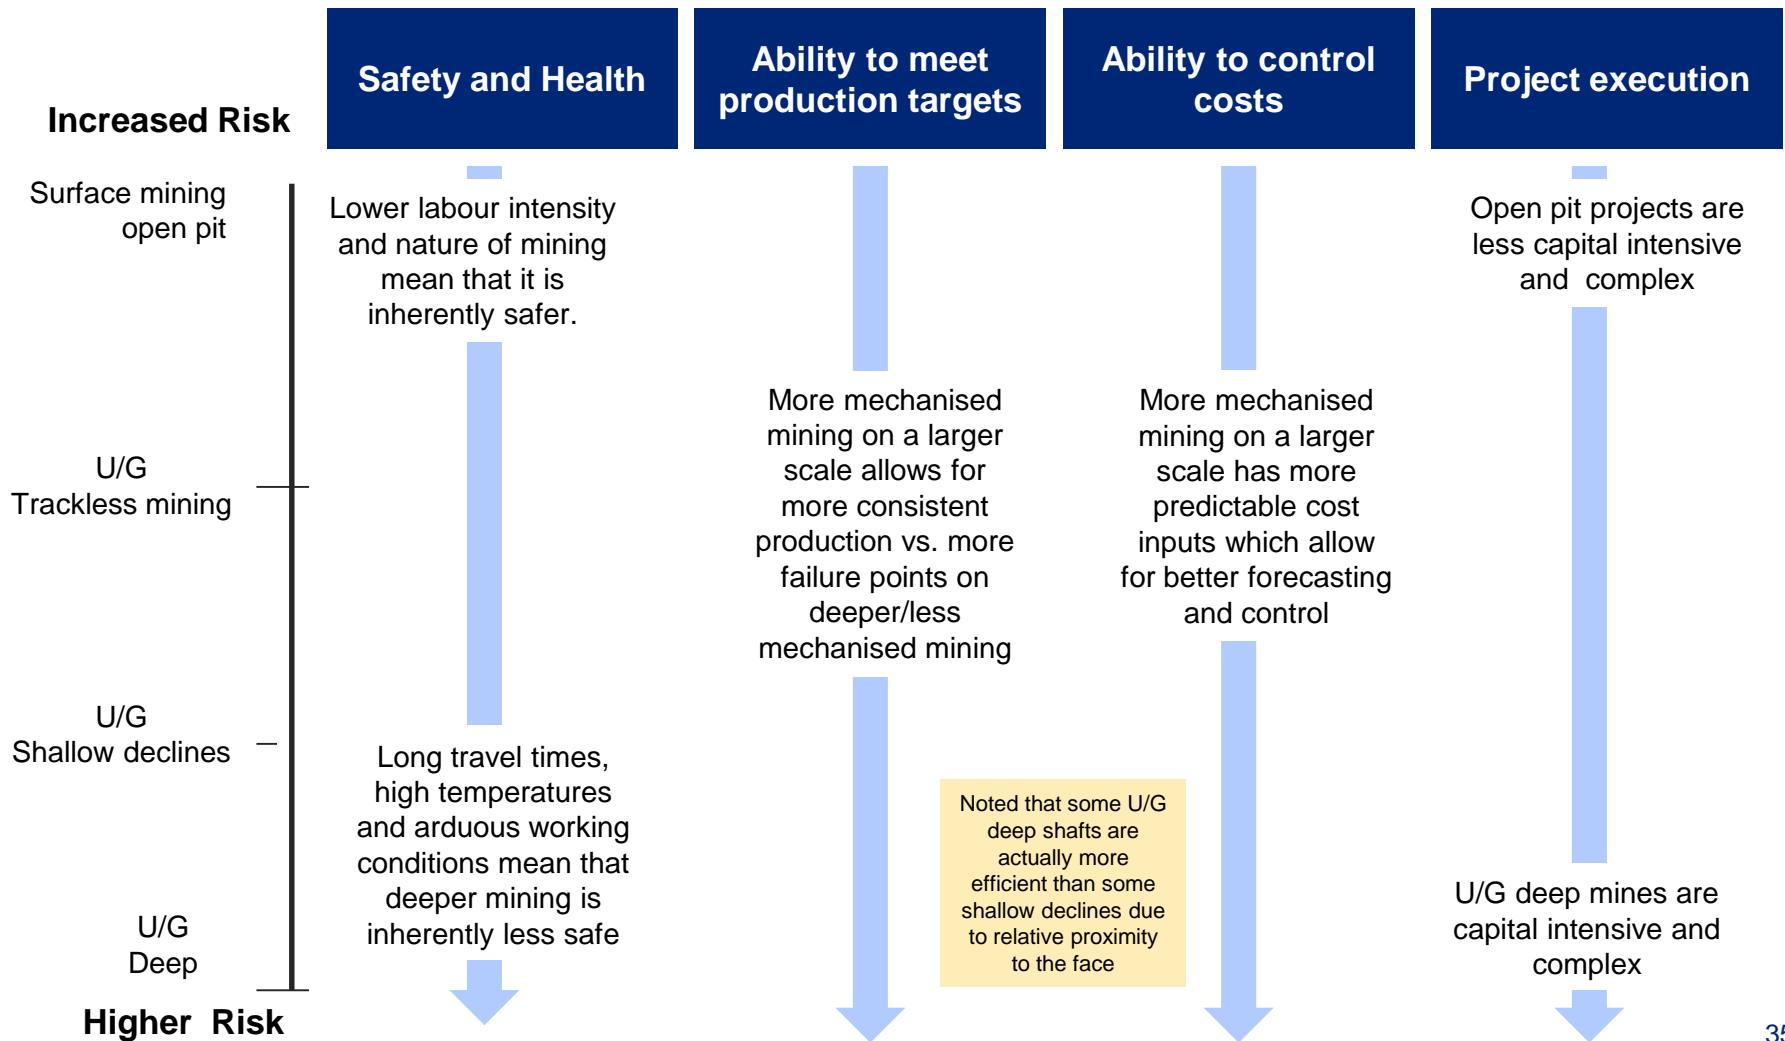 Safety and Health
Ability to meet
production targets
Ability to control
costs
Project execution
Increased Risk
Surface mining
open pit
U/G
Trackless mining
U/G
Shallow declines
U/G
Deep
Higher Risk
Lower labour intensity
and nature of mining
mean that it is
inherently safer.
Long travel times,
high temperatures
and arduous working
conditions mean that
deeper mining is
inherently less safe
More mechanised
mining on a larger
scale allows for
more consistent
production vs. more
failure points on
deeper/less
mechanised mining
More mechanised
mining on a larger
scale has more
predictable cost
inputs which allow
for better forecasting
and control
Noted that some U/G
deep shafts are
actually more
efficient than some
shallow declines due
to relative proximity
to the face
Open pit projects are
less capital intensive
and complex
U/G deep mines are
capital intensive and
complex
35